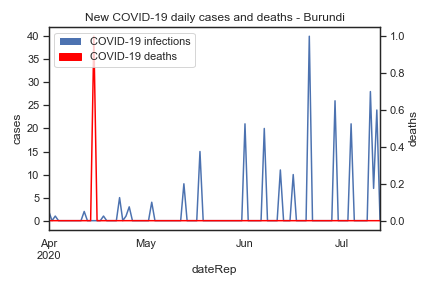 New COVID-19 daily cases and deaths - Burundi
COVID-19 infections
COVID-19 deaths
40
35
30
25
20
15
10
5
0
cases
1.0
0.8
0.6
0.4
0.2
0.0
deaths
Apr
2020
May
Jun
Jul
dateRep